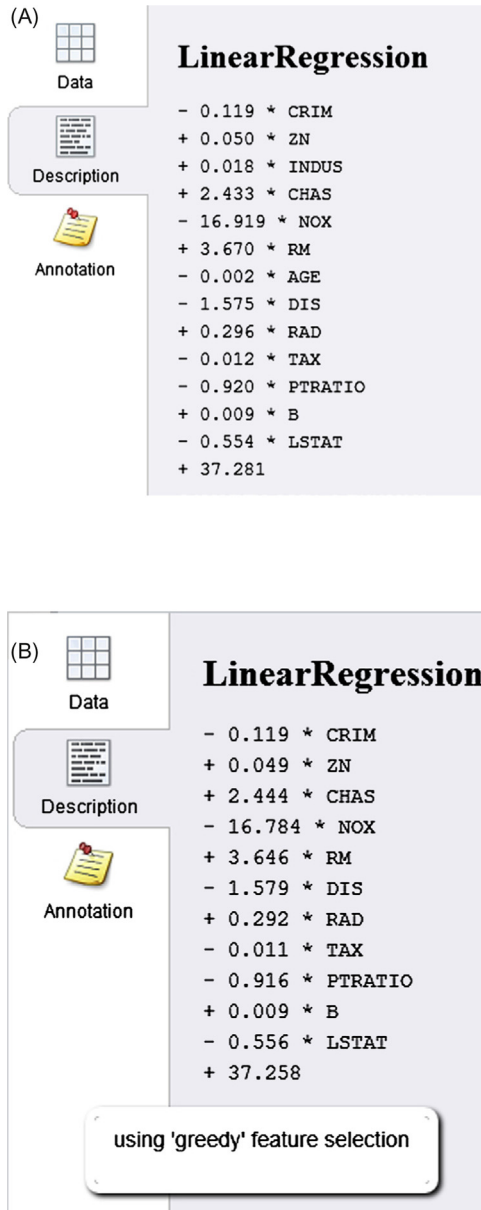 (A)
Data
Description
Annotation
LinearRegression
- 0.119 * CRIM
+ 0.050 * ZN
+ 0.018 * INDUS
+ 2.433 * CHAS
- 16.919 * NOX
+ 3.670 * RM
- 0.002 * AGE
- 1.575 * DIS
+ 0.296 * RAD
- 0.012 * TAX
- 0.920 * PTRATIO
+ 0.009 * B
- 0.554 * LSTAT
+ 37.281
(B)
Data
Description
Annotation
LinearRegression
- 0.119 * CRIM
+ 0.049 * ZN
+ 2.444 * CHAS
- 16.784 * NOX
+ 3.646 * RM
- 1.579 * DIS
+ 0.292 * RAD
- 0.011 * TAX
- 0.916 * PTRATIO
+ 0.009 * B
- 0.556 * LSTAT
+ 37.258
using 'greedy' feature selection